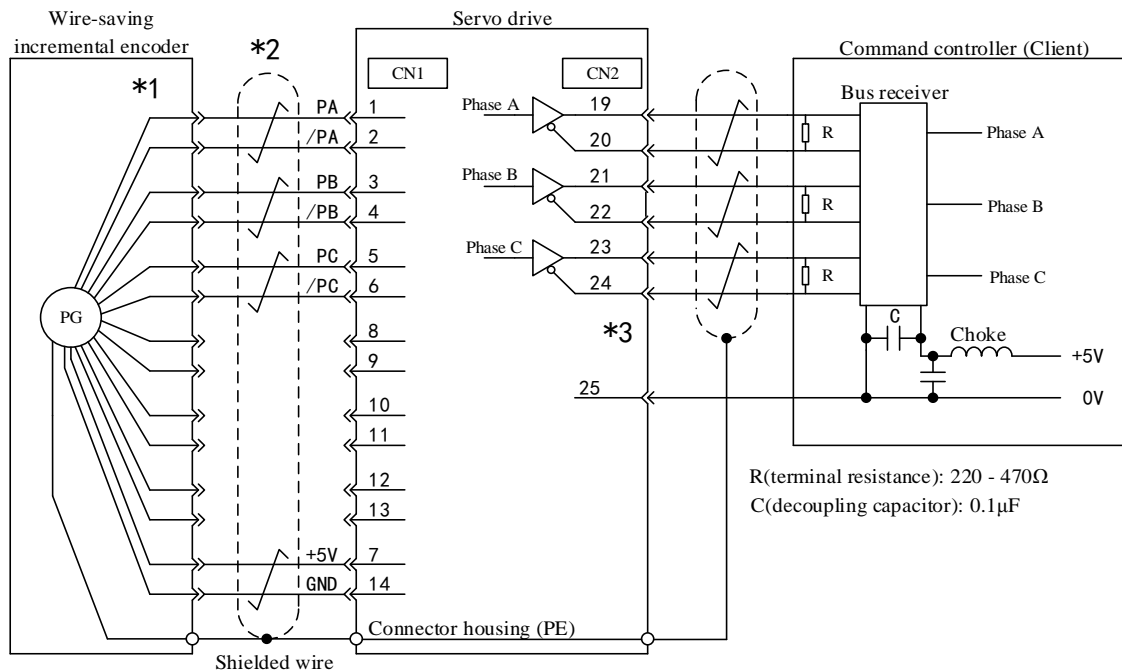 Wire-saving
incremental encoder
*1
*2
Servo drive
CN1
CN2
Command controller (Client)
Bus receiver
PA 1
/PA 2
PB 3
/PB 4
PC 5
/PC 6
8
9
10
11
12
13
+5V 7
GND 14
PG
Phase A 19
20
Phase B 21
22
Phase C 23
24
*3
25
R
R
R
Phase A
Phase B
Phase C
C
Choke
+5V
0V
R(terminal resistance): 220 - 470Ω
C(decoupling capacitor): 0.1μF
Connector housing (PE)
Shielded wire